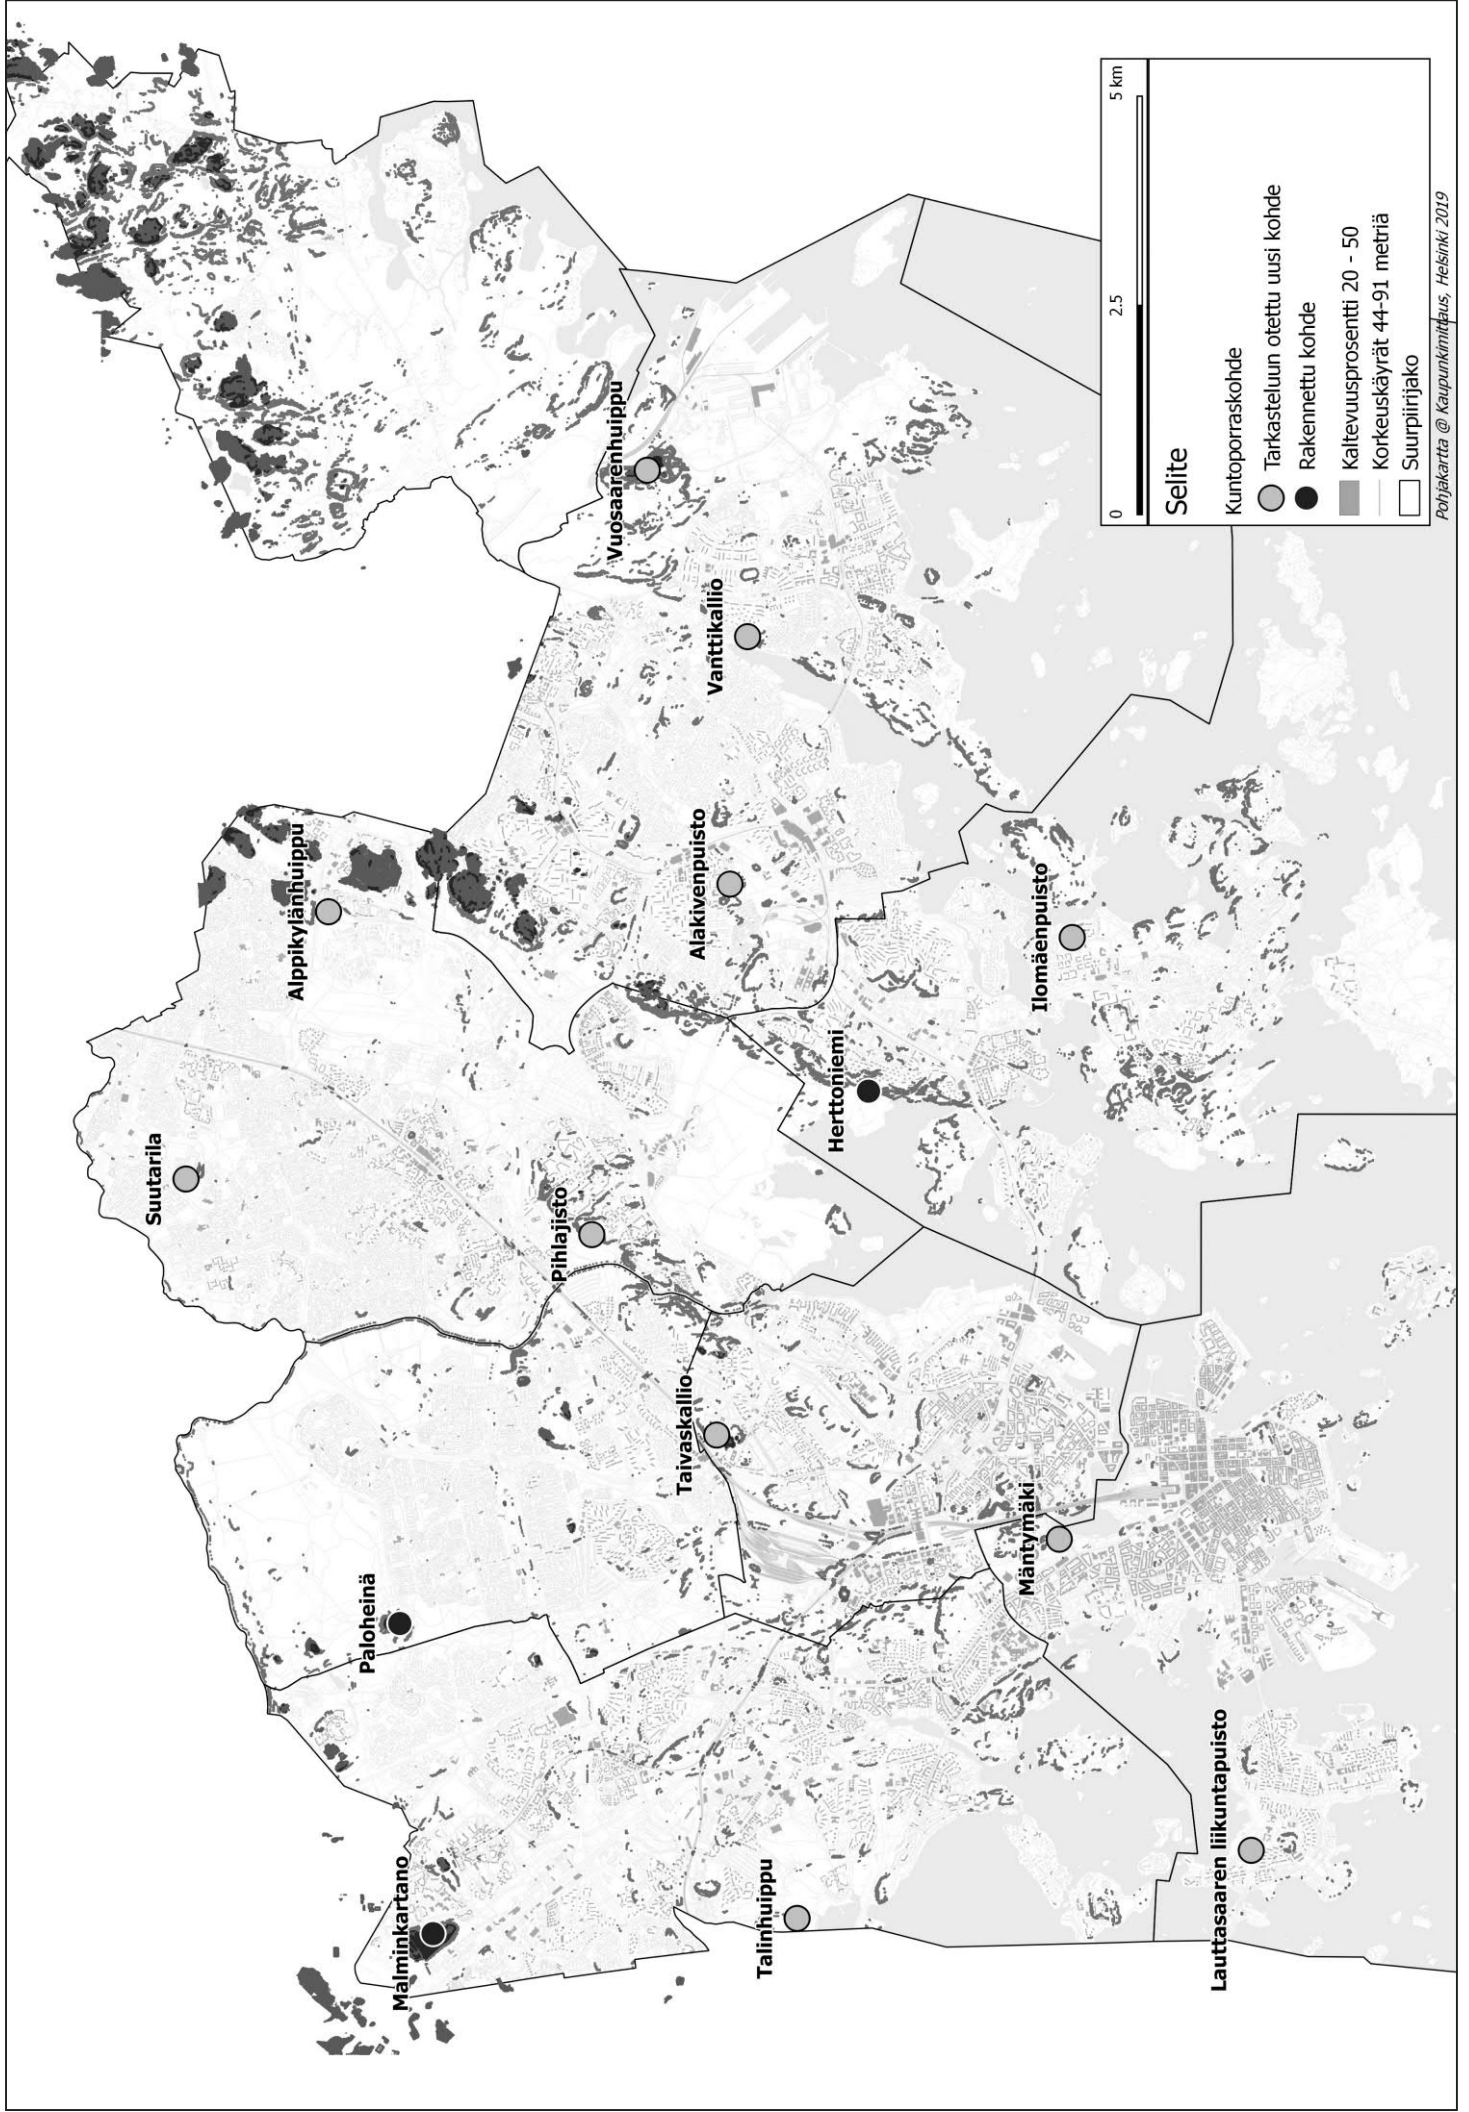 Malminkartano
Paloheinä
Suutarila
Alppikylänhuippu
Vuosaarenhuippu
Pihlajisto
Taivaskallio
Alakivenpuisto
Vanttikallio
Talinhuippu
Herttoniemi
Mäntymäki
Ilomäenpuisto
Lauttasaaren liikuntapuisto
0 2.5 5 km
Selite
Kuntoporraskohde
Tarkasteluun otettu uusi kohde
Rakennettu kohde
Kaltevuusprosentti 20 - 50
Korkeuskäyrät 44-91 metriä
Suurpiirijako
Pohjakartta @ Kaupunkimittaus, Helsinki 2019